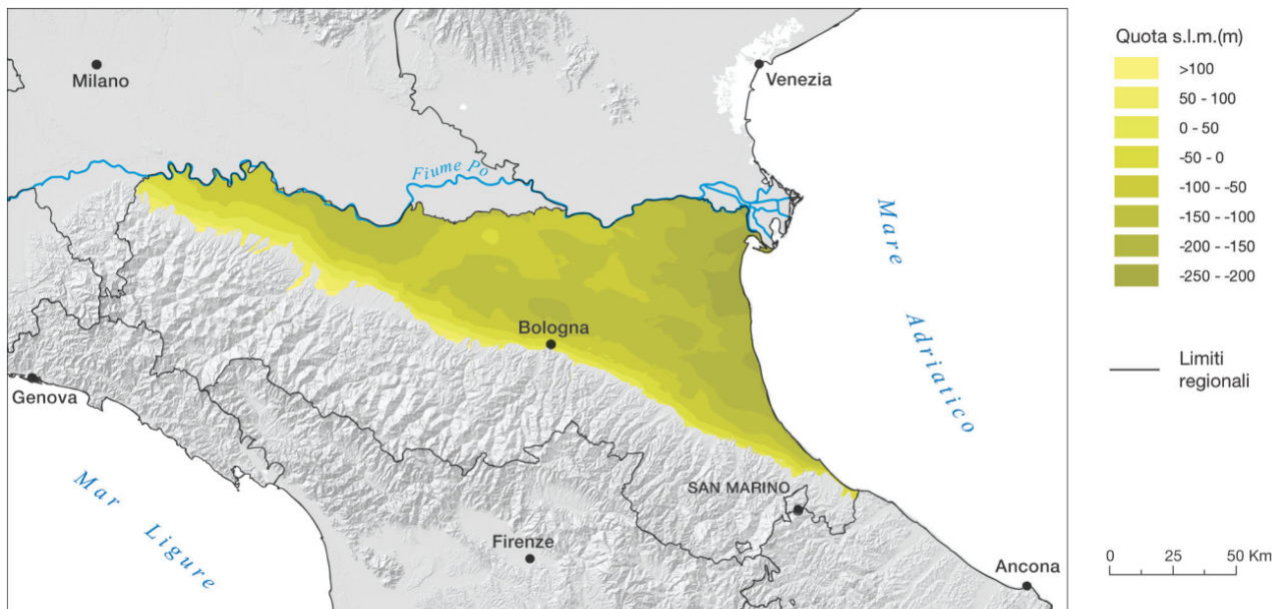 Milano
Venezia
Fiume Po
Mare
Adriatico
Bologna
Genova
SAN MARINO
Firenze
Ancona
Mar
Ligure
Quota s.l.m.(m)
>100
50 - 100
0 - 50
-50 - 0
-100 - -50
-150 - -100
-200 - -150
-250 - -200
Limiti
regionali
0 25 50 Km